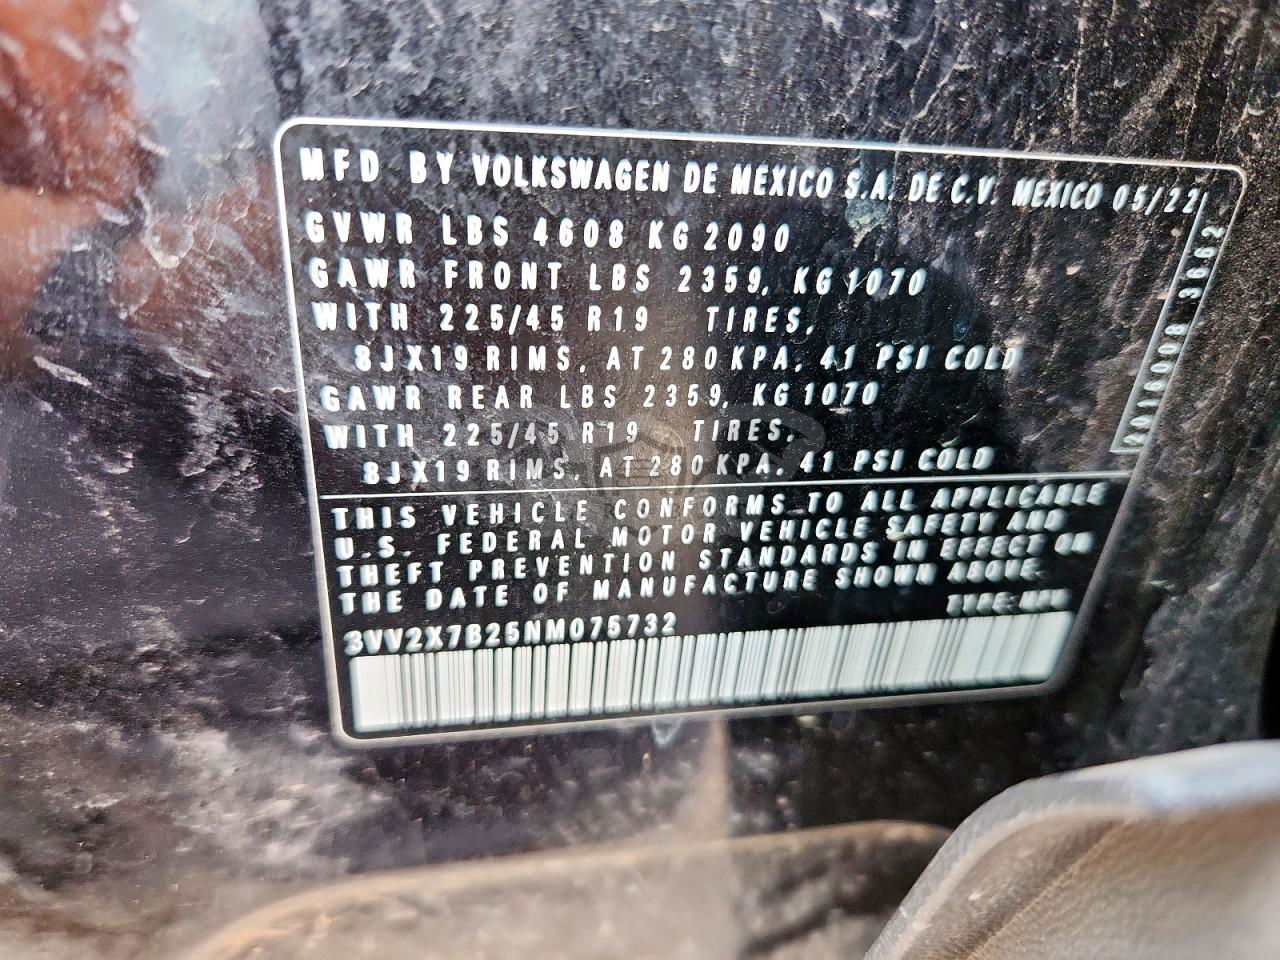 MFD BY VOLKSWAGEN DE MEXICO S.A. DE C.V. MEXICO 05/22
GVWR LBS 4608 KG 2090
GAWR FRONT LBS 2359, KG 1070
WITH 225/45 R19 TIRES,
8JX19 RIMS, AT 280 KPA, 41 PSI COLD
GAWR REAR LBS 2359, KG 1070
WITH 225/45 R19 TIRES,
8JX19 RIMS, AT 280 KPA, 41 PSI COLD
2016008 3662
THIS VEHICLE CONFORMS TO ALL APPLICABLE
U.S. FEDERAL MOTOR VEHICLE SAFETY AND
THEFT PREVENTION STANDARDS IN EFFECT ON
THE DATE OF MANUFACTURE SHOWN ABOVE.
TYPE: MPV
3VV2X7B25NM075732